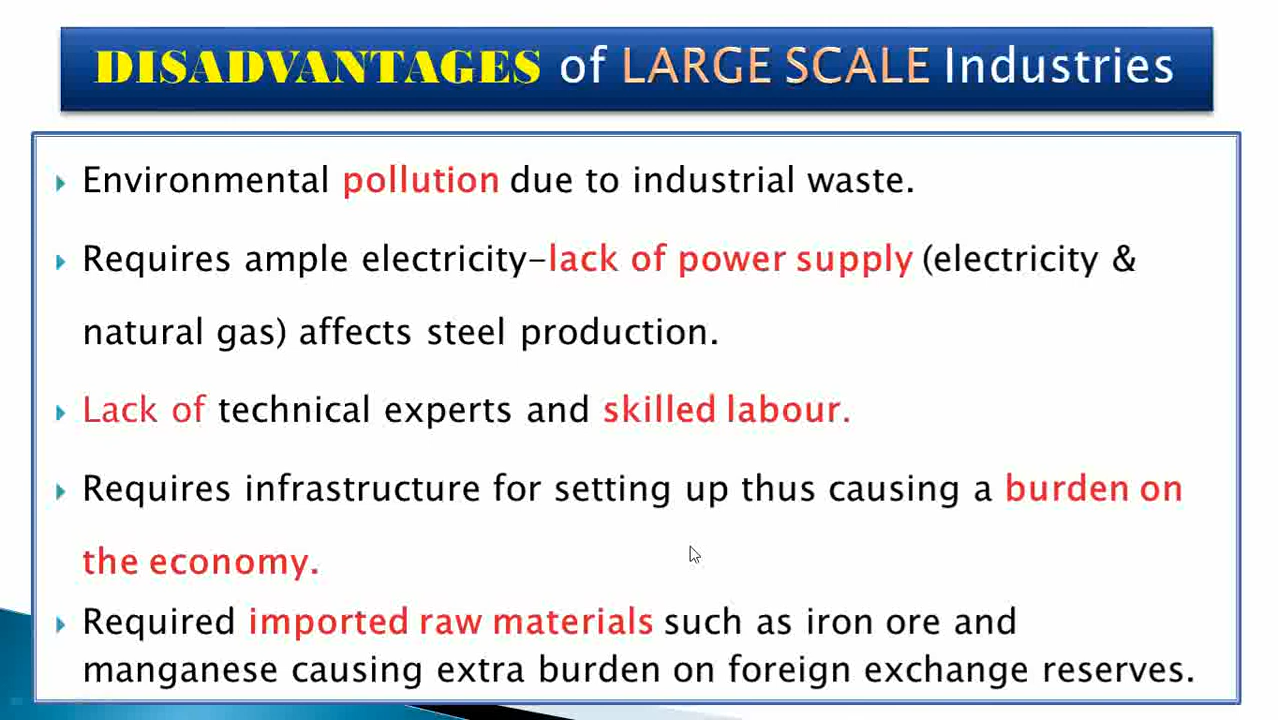 DISADVANTAGES of LARGE SCALE Industries
Environmental pollution due to industrial waste.
Requires ample electricity-lack of power supply (electricity &
natural gas) affects steel production.
Lack of technical experts and skilled labour.
Requires infrastructure for setting up thus causing a burden on
the economy.
Required imported raw materials such as iron ore and
manganese causing extra burden on foreign exchange reserves.